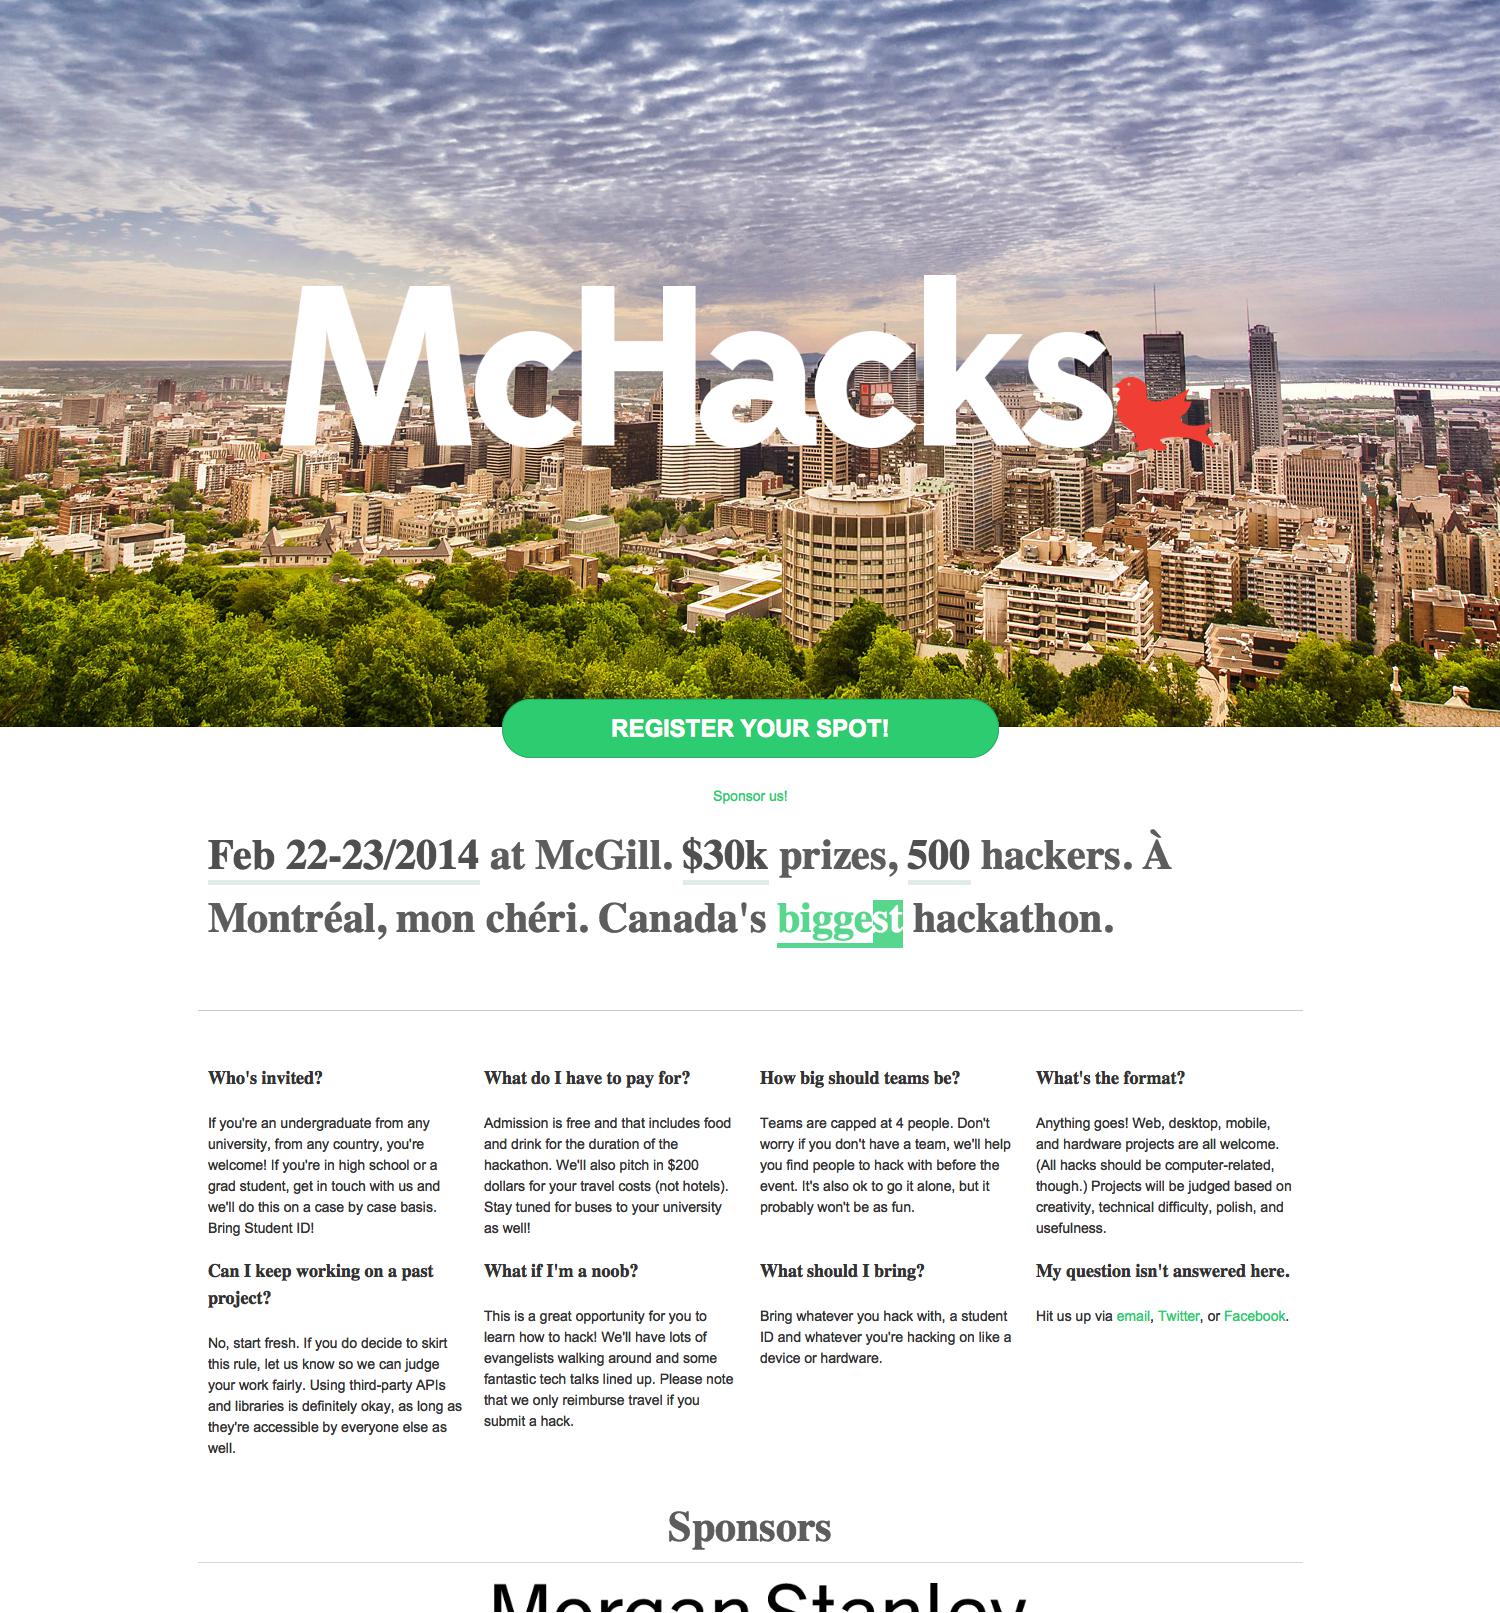 McHacks
REGISTER YOUR SPOT!
Sponsor us!
Feb 22-23/2014 at McGill. $30k prizes, 500 hackers. À
Montréal, mon chéri. Canada's biggest hackathon.
Who's invited?
If you're an undergraduate from any
university, from any country, you're
welcome! If you're in high school or a
grad student, get in touch with us and
we'll do this on a case by case basis.
Bring Student ID!
What do I have to pay for?
Admission is free and that includes food
and drink for the duration of the
hackathon. We'll also pitch in $200
dollars for your travel costs (not hotels).
Stay tuned for buses to your university
as well!
How big should teams be?
Teams are capped at 4 people. Don't
worry if you don't have a team, we'll help
you find people to hack with before the
event. It's also ok to go it alone, but it
probably won't be as fun.
What's the format?
Anything goes! Web, desktop, mobile,
and hardware projects are all welcome.
(All hacks should be computer-related,
though.) Projects will be judged based on
creativity, technical difficulty, polish, and
usefulness.
Can I keep working on a past
project?
No, start fresh. If you do decide to skirt
this rule, let us know so we can judge
your work fairly. Using third-party APIs
and libraries is definitely okay, as long as
they're accessible by everyone else as
well.
What if I'm a noob?
This is a great opportunity for you to
learn how to hack! We'll have lots of
evangelists walking around and some
fantastic tech talks lined up. Please note
that we only reimburse travel if you
submit a hack.
What should I bring?
Bring whatever you hack with, a student
ID and whatever you're hacking on like a
device or hardware.
My question isn't answered here.
Hit us up via email, Twitter, or Facebook.
Sponsors
Morgan Stanley